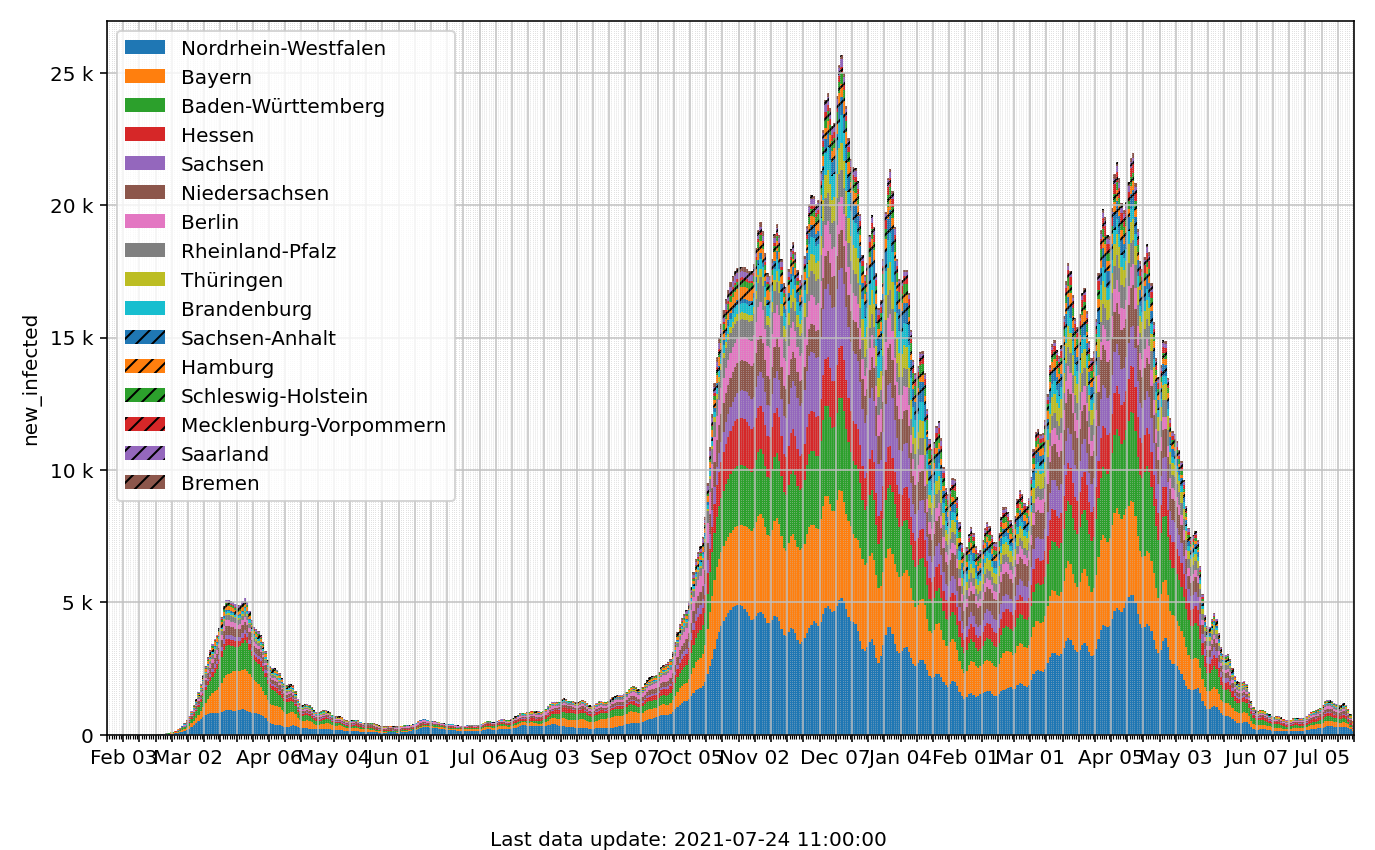 25 k
20 k
15 k
10 k
5 k
0
new_infected
Nordrhein-Westfalen
Bayern
Baden-Württemberg
Hessen
Sachsen
Niedersachsen
Berlin
Rheinland-Pfalz
Thüringen
Brandenburg
Sachsen-Anhalt
Hamburg
Schleswig-Holstein
Mecklenburg-Vorpommern
Saarland
Bremen
Feb 03 Mar 02 Apr 06 May 04 Jun 01 Jul 06 Aug 03 Sep 07 Oct 05 Nov 02 Dec 07 Jan 04 Feb 01 Mar 01 Apr 05 May 03 Jun 07 Jul 05
Last data update: 2021-07-24 11:00:00